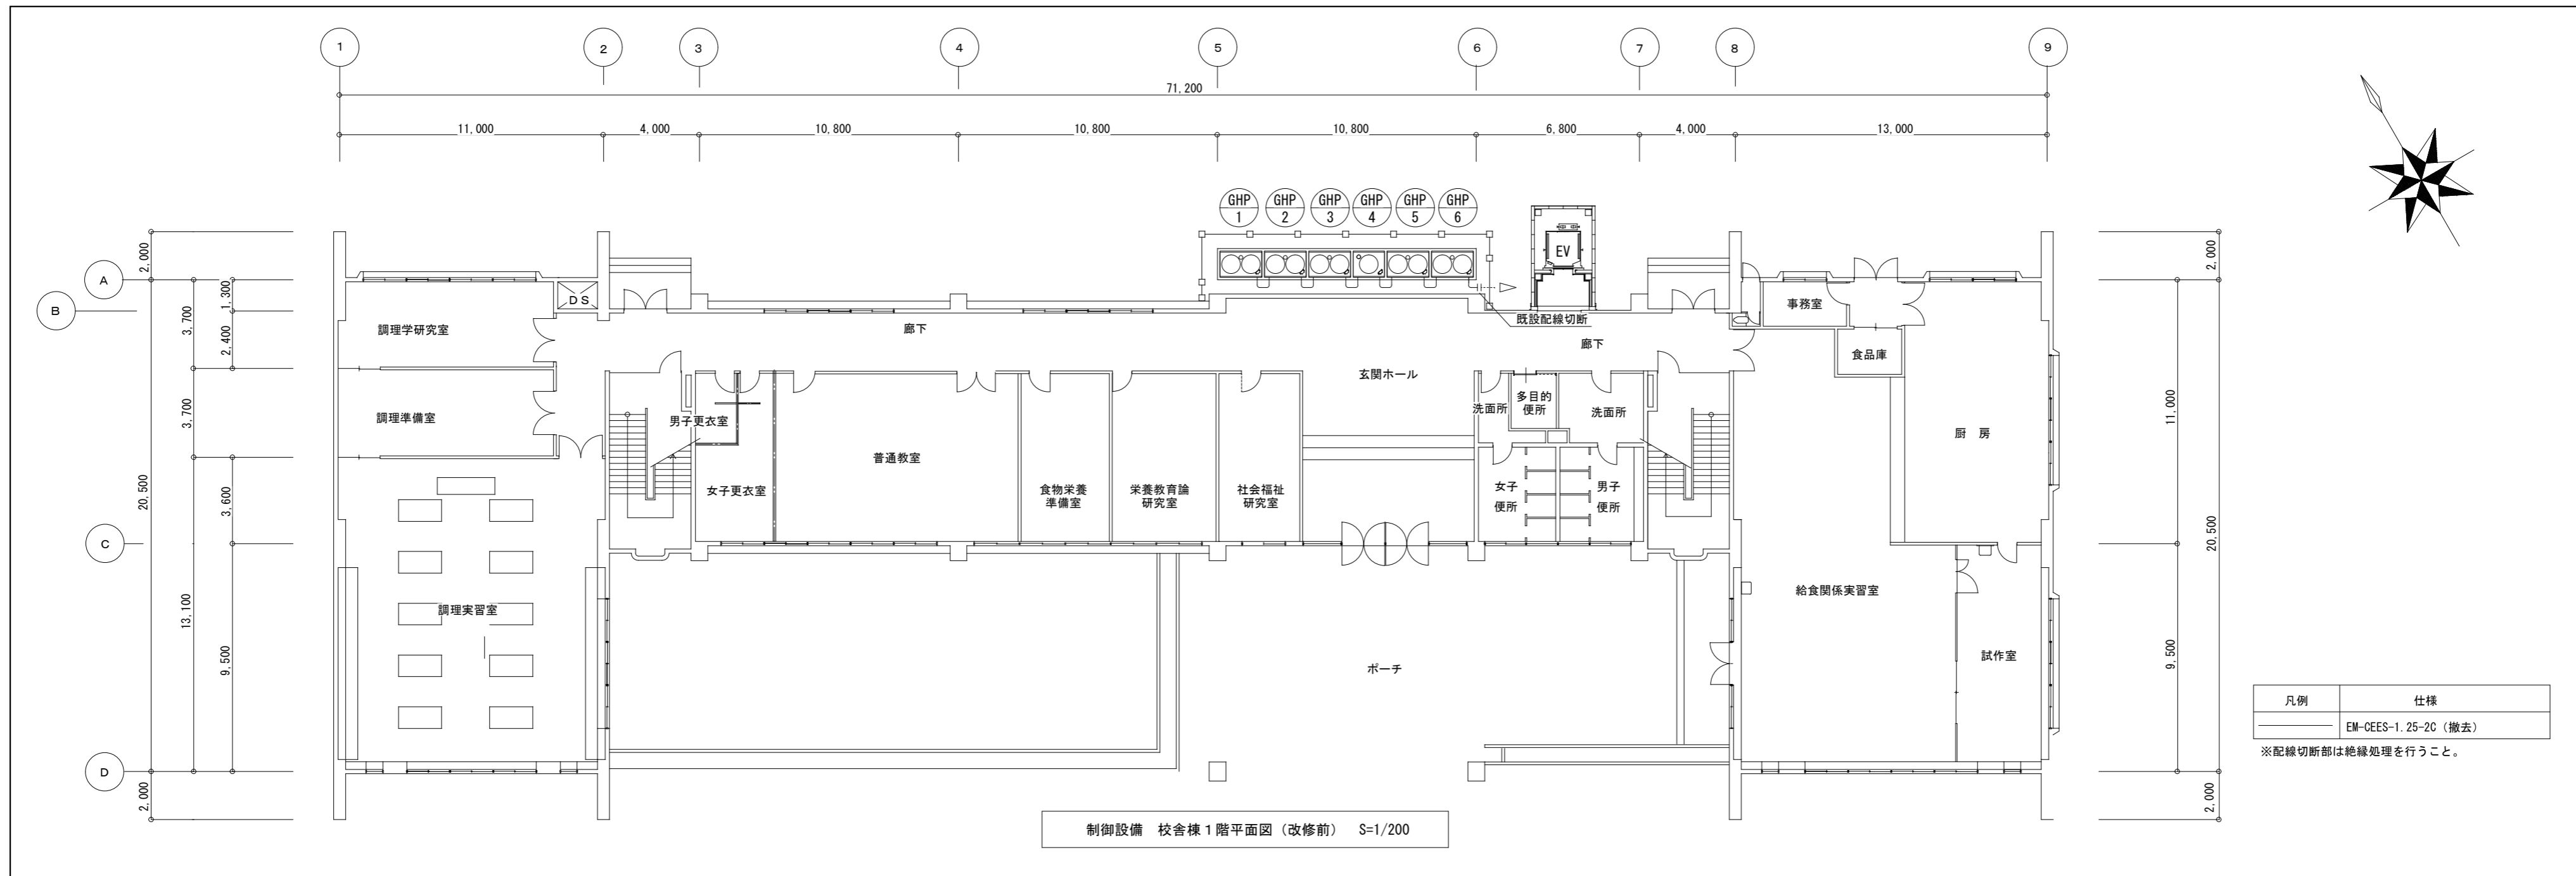 1 2 3 4 5 6 7 8 9
71,200
11,000 4,000 10,800 10,800 10,800 6,800 4,000 13,000
GHP 1
GHP 2
GHP 3
GHP 4
GHP 5
GHP 6
EV
A
B
C
D
2,000
20,500
2,000
3,700
3,700
13,100
1,300
2,400
3,600
9,500
DS
調理学研究室
廊下
既設配線切断
廊下
事務室
食品庫
調理準備室
男子更衣室
玄関ホール
洗面所
多目的
便所
洗面所
厨 房
普通教室
女子更衣室
食物栄養
準備室
栄養教育論
研究室
社会福祉
研究室
女子
便所
男子
便所
調理実習室
給食関係実習室
ポーチ
試作室
2,000
11,000
20,500
9,500
2,000
凡例 仕様
EM-CEES-1.25-2C(撤去)
※配線切断部は絶縁処理を行うこと。
制御設備 校舎棟1階平面図(改修前) S=1/200